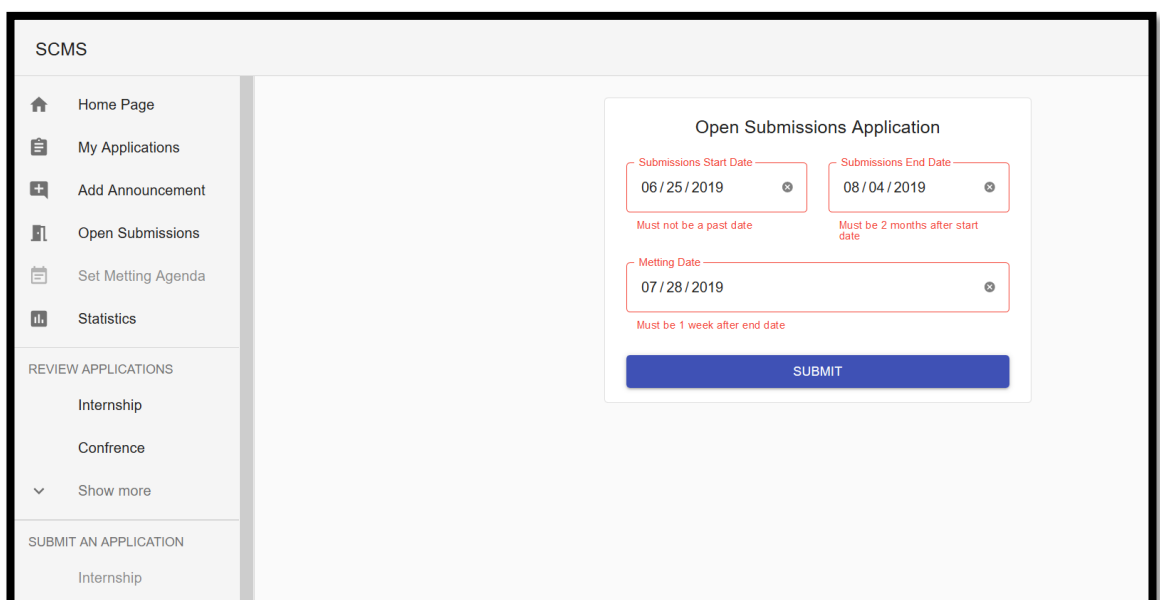 SCMS
Home Page
My Applications
Add Announcement
Open Submissions
Set Metting Agenda
Statistics
REVIEW APPLICATIONS
Internship
Confrence
Show more
SUBMIT AN APPLICATION
Internship
Open Submissions Application
Submissions Start Date
06/25/2019
Must not be a past date
Submissions End Date
08/04/2019
Must be 2 months after start
date
Metting Date
07/28/2019
Must be 1 week after end date
SUBMIT